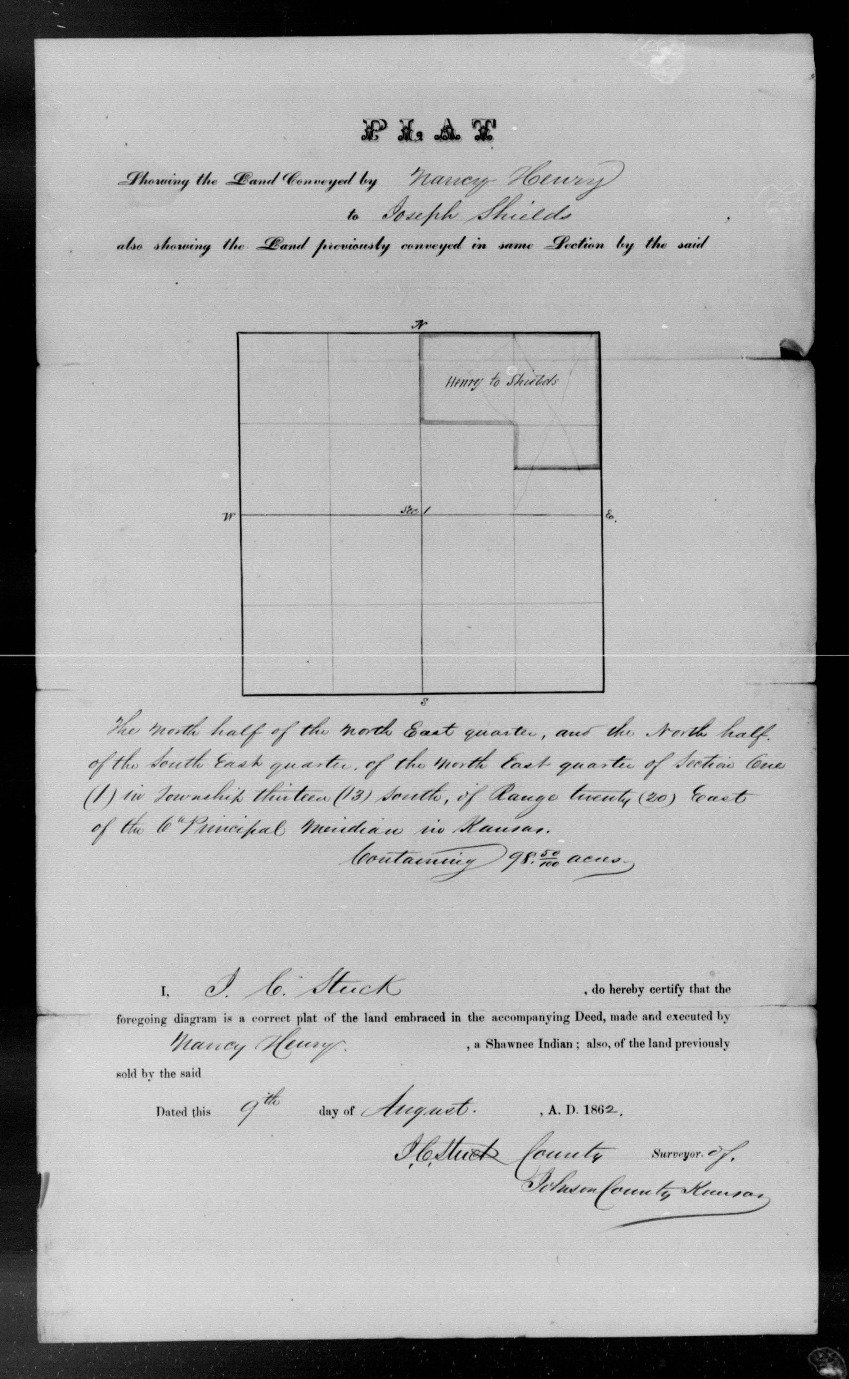 PLAT
Showing the Land Conveyed by Nancy Henry
to Joseph Shields
also showing the Land previously conveyed in same Section by the said
N
Henry to Shields
W
Sec 1
E.
S
The North half of the North East quarter, and the North half.
of the South East quarter, of the North East quarter of Section One
(1) in Township thirteen (13) South, of Range twenty (20) East
of the 6th Principal Meridian in Kansas.
Containing 98. 50/100 acres.
I, J. C. Stuck , do hereby certify that the
foregoing diagram is a correct plat of the land embraced in the accompanying Deed, made and executed by
Nancy Henry. , a Shawnee Indian; also, of the land previously
sold by the said
Dated this 9th day of August. , A. D. 1862.
J. C. Stuck County Surveyor of.
Johnson County Kansas